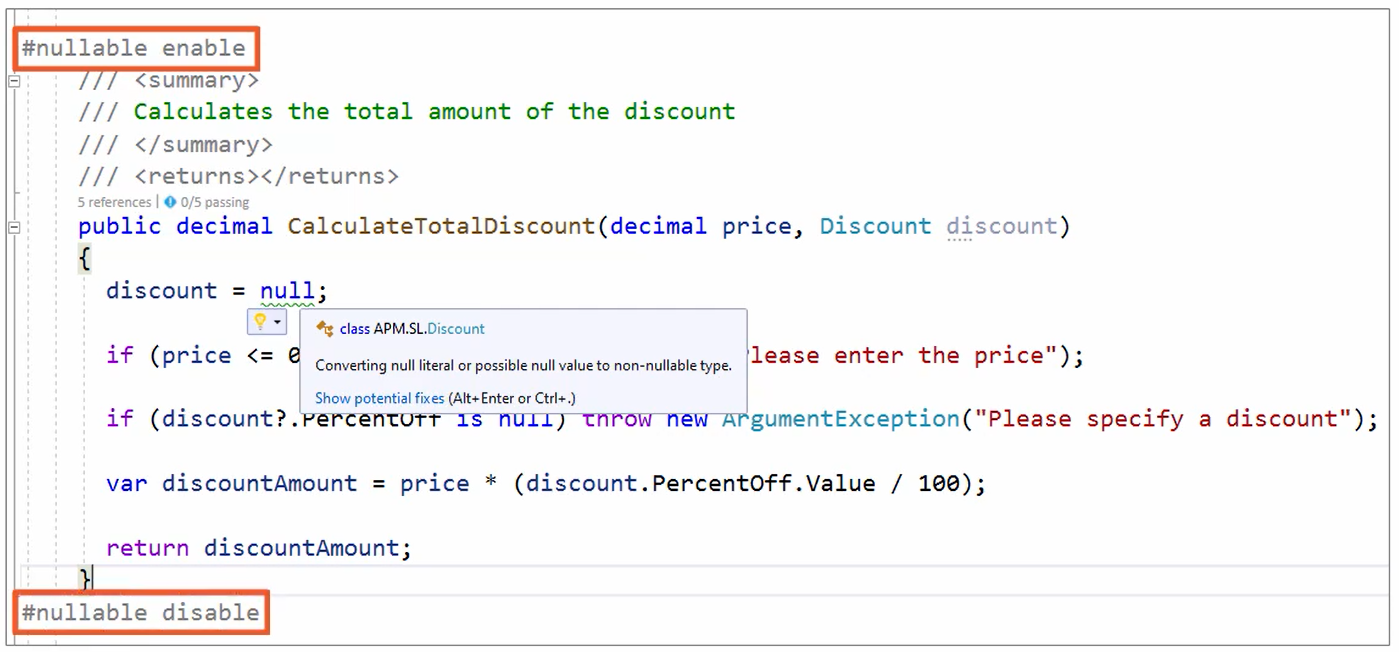 #nullable enable
/// <summary>
/// Calculates the total amount of the discount
/// </summary>
/// <returns></returns>
5 references | 0/5 passing
public decimal CalculateTotalDiscount(decimal price, Discount discount)
{
discount = null;
class APM.SL.Discount
Converting null literal or possible null value to non-nullable type.
Show potential fixes (Alt+Enter or Ctrl+.)
if (price <= 0 lease enter the price");
if (discount?.PercentOff is null) throw new ArgumentException("Please specify a discount");
var discountAmount = price * (discount.PercentOff.Value / 100);
return discountAmount;
}
#nullable disable